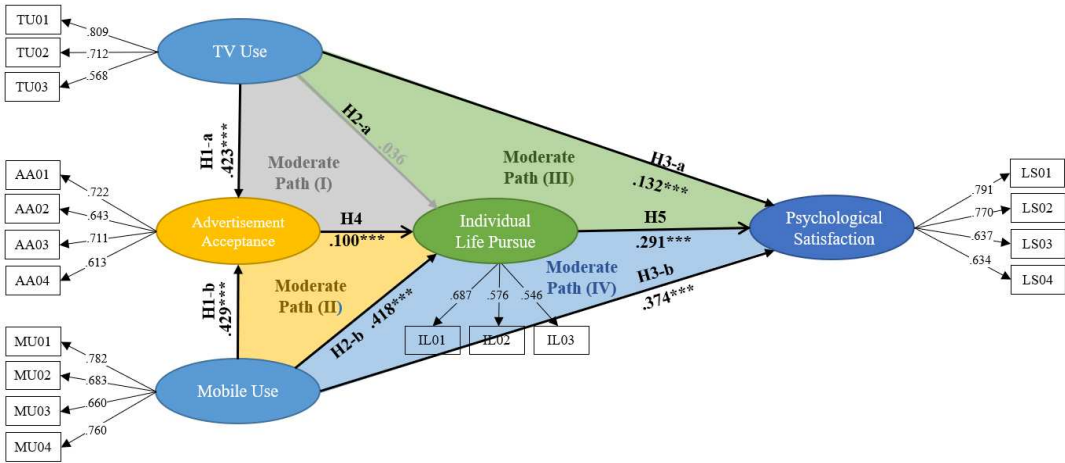 TU01
TU02
TU03
.809
.712
.568
TV Use
H1-a
.423***
H2-a
.036
Moderate
Path (I)
Moderate
Path (III)
H3-a
.132***
AA01
AA02
AA03
AA04
.722
.643
.711
.613
Advertisement
Acceptance
H4
.100***
Individual
Life Pursue
H5
.291***
Psychological
Satisfaction
.791
.770
.637
.634
LS01
LS02
LS03
LS04
H1-b
.429***
Moderate
Path (II)
H2-b
.418***
.687
.576
.546
IL01
IL02
IL03
Moderate
Path (IV)
H3-b
.374***
MU01
MU02
MU03
MU04
.782
.683
.660
.760
Mobile Use